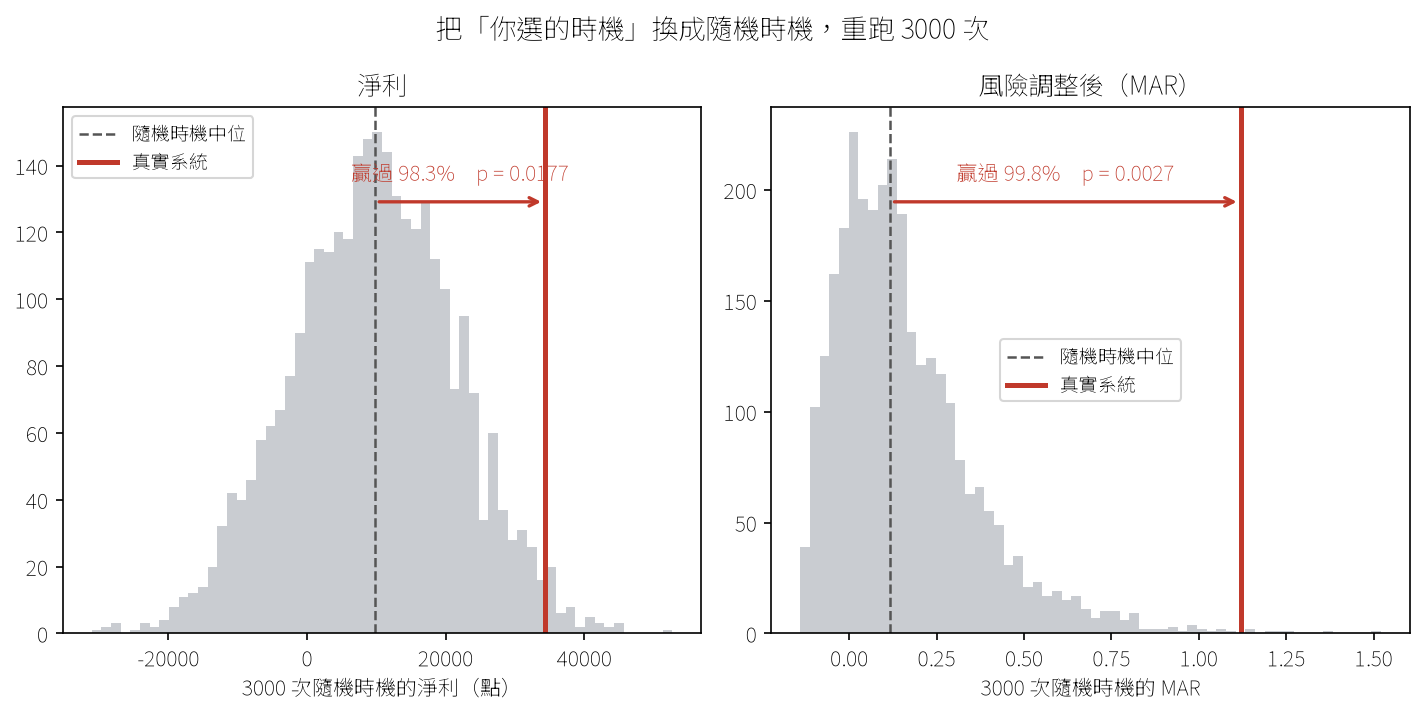 把「你選的時機」換成隨機時機，重跑 3000 次
淨利
隨機時機中位
真實系統
贏過 98.3%　p = 0.0177
140
120
100
80
60
40
20
0
-20000
0
20000
40000
3000 次隨機時機的淨利（點）
風險調整後（MAR）
贏過 99.8%　p = 0.0027
隨機時機中位
真實系統
200
150
100
50
0
0.00
0.25
0.50
0.75
1.00
1.25
1.50
3000 次隨機時機的 MAR